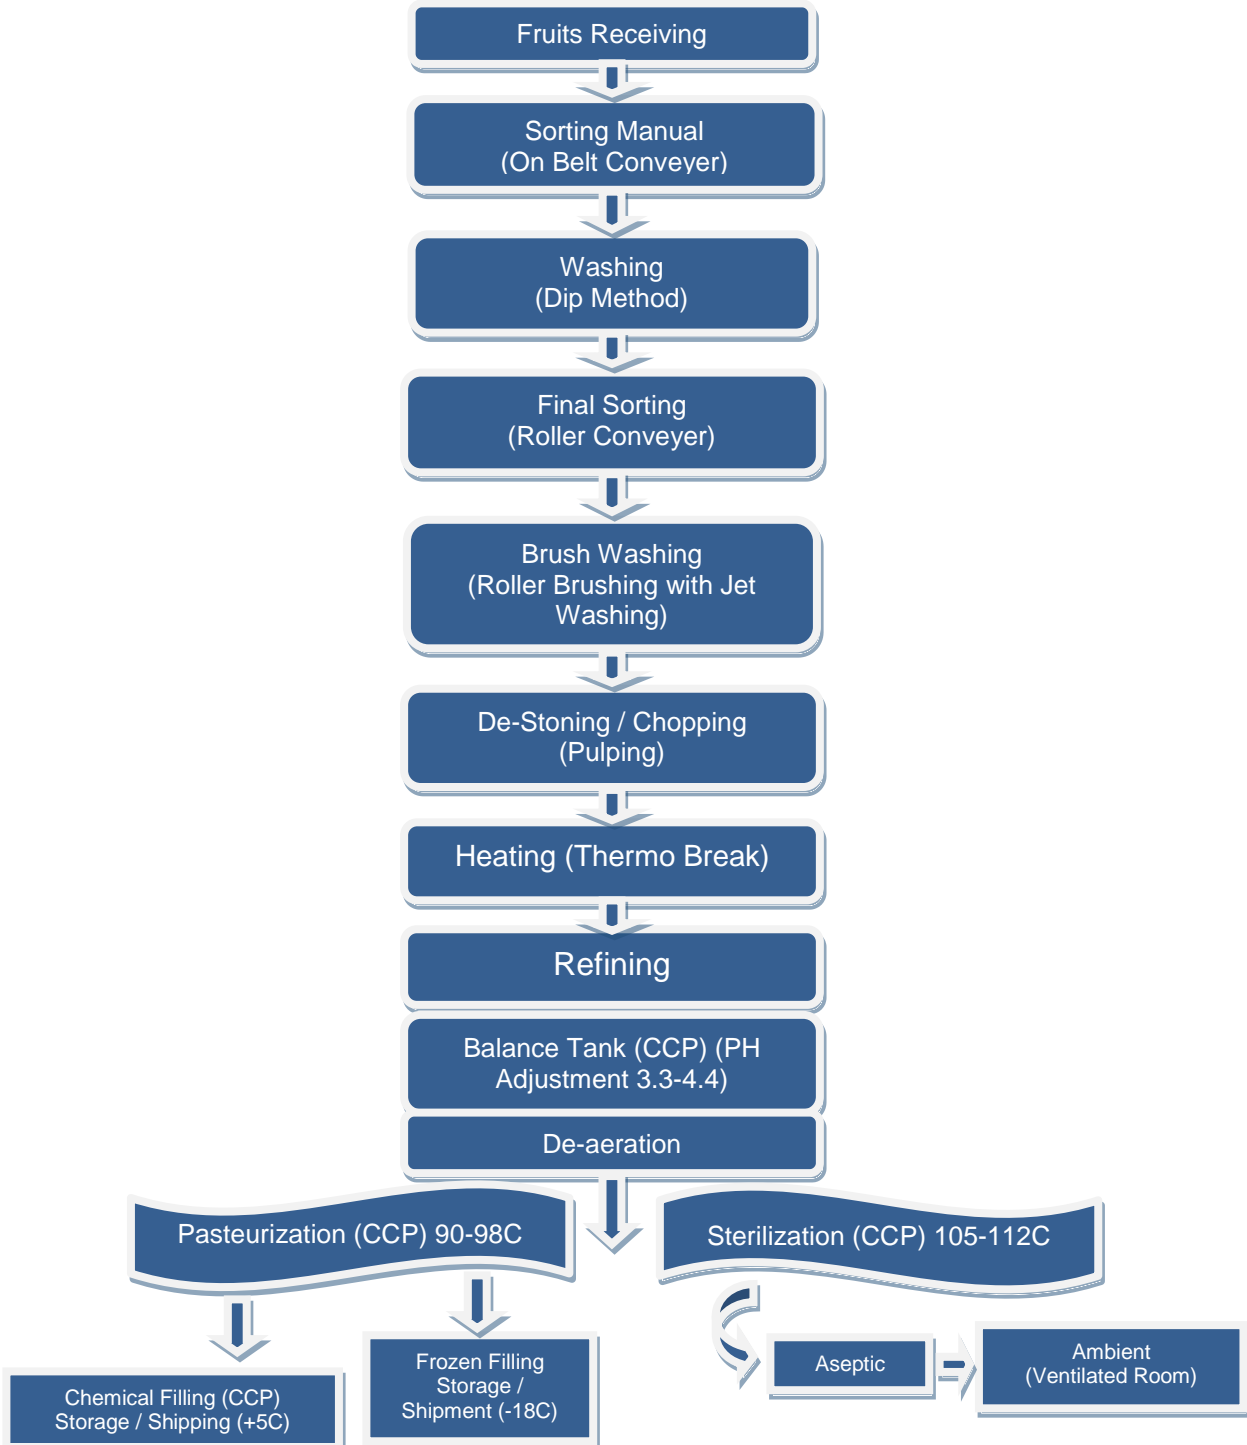 Fruits Receiving
Sorting Manual
(On Belt Conveyer)
Washing
(Dip Method)
Final Sorting
(Roller Conveyer)
Brush Washing
(Roller Brushing with Jet
Washing)
De-Stoning / Chopping
(Pulping)
Heating (Thermo Break)
Refining
Balance Tank (CCP) (PH
Adjustment 3.3-4.4)
De-aeration
Pasteurization (CCP) 90-98C
Sterilization (CCP) 105-112C
Chemical Filling (CCP)
Storage / Shipping (+5C)
Frozen Filling
Storage /
Shipment (-18C)
Aseptic
Ambient
(Ventilated Room)